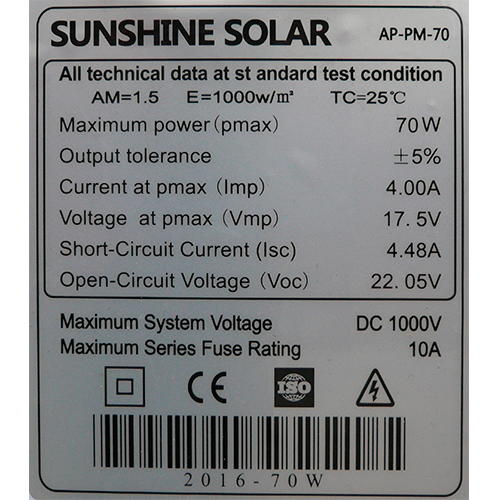 SUNSHINE SOLAR AP-PM-70
All technical data at st andard test condition
AM=1.5 E=1000w/m² TC=25℃
Maximum power(pmax) 70W
Output tolerance ±5%
Current at pmax (Imp) 4.00A
Voltage at pmax (Vmp) 17.5V
Short-Circuit Current (Isc) 4.48A
Open-Circuit Voltage (Voc) 22.05V
Maximum System Voltage DC 1000V
Maximum Series Fuse Rating 10A
CE ISO
2016-70W